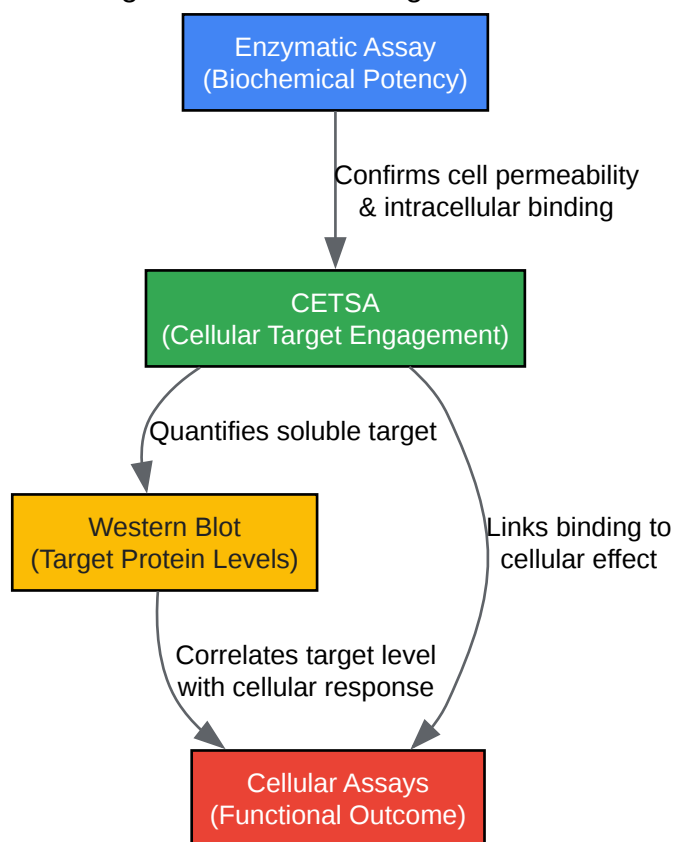 Enzymatic Assay
(Biochemical Potency)
Confirms cell permeability
& intracellular binding
CETSA
(Cellular Target Engagement)
Quantifies soluble target
Western Blot
(Target Protein Levels)
Links binding to
cellular effect
Correlates target level
with cellular response
Cellular Assays
(Functional Outcome)